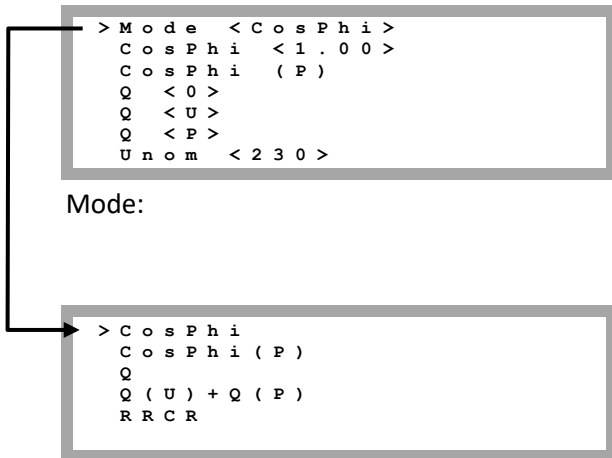 >Mode <CosPhi>
CosPhi <1.00>
CosPhi (P)
Q <0>
Q <U>
Q <P>
Unom <230>
Mode:
>CosPhi
CosPhi(P)
Q
Q(U)+Q(P)
RRCR